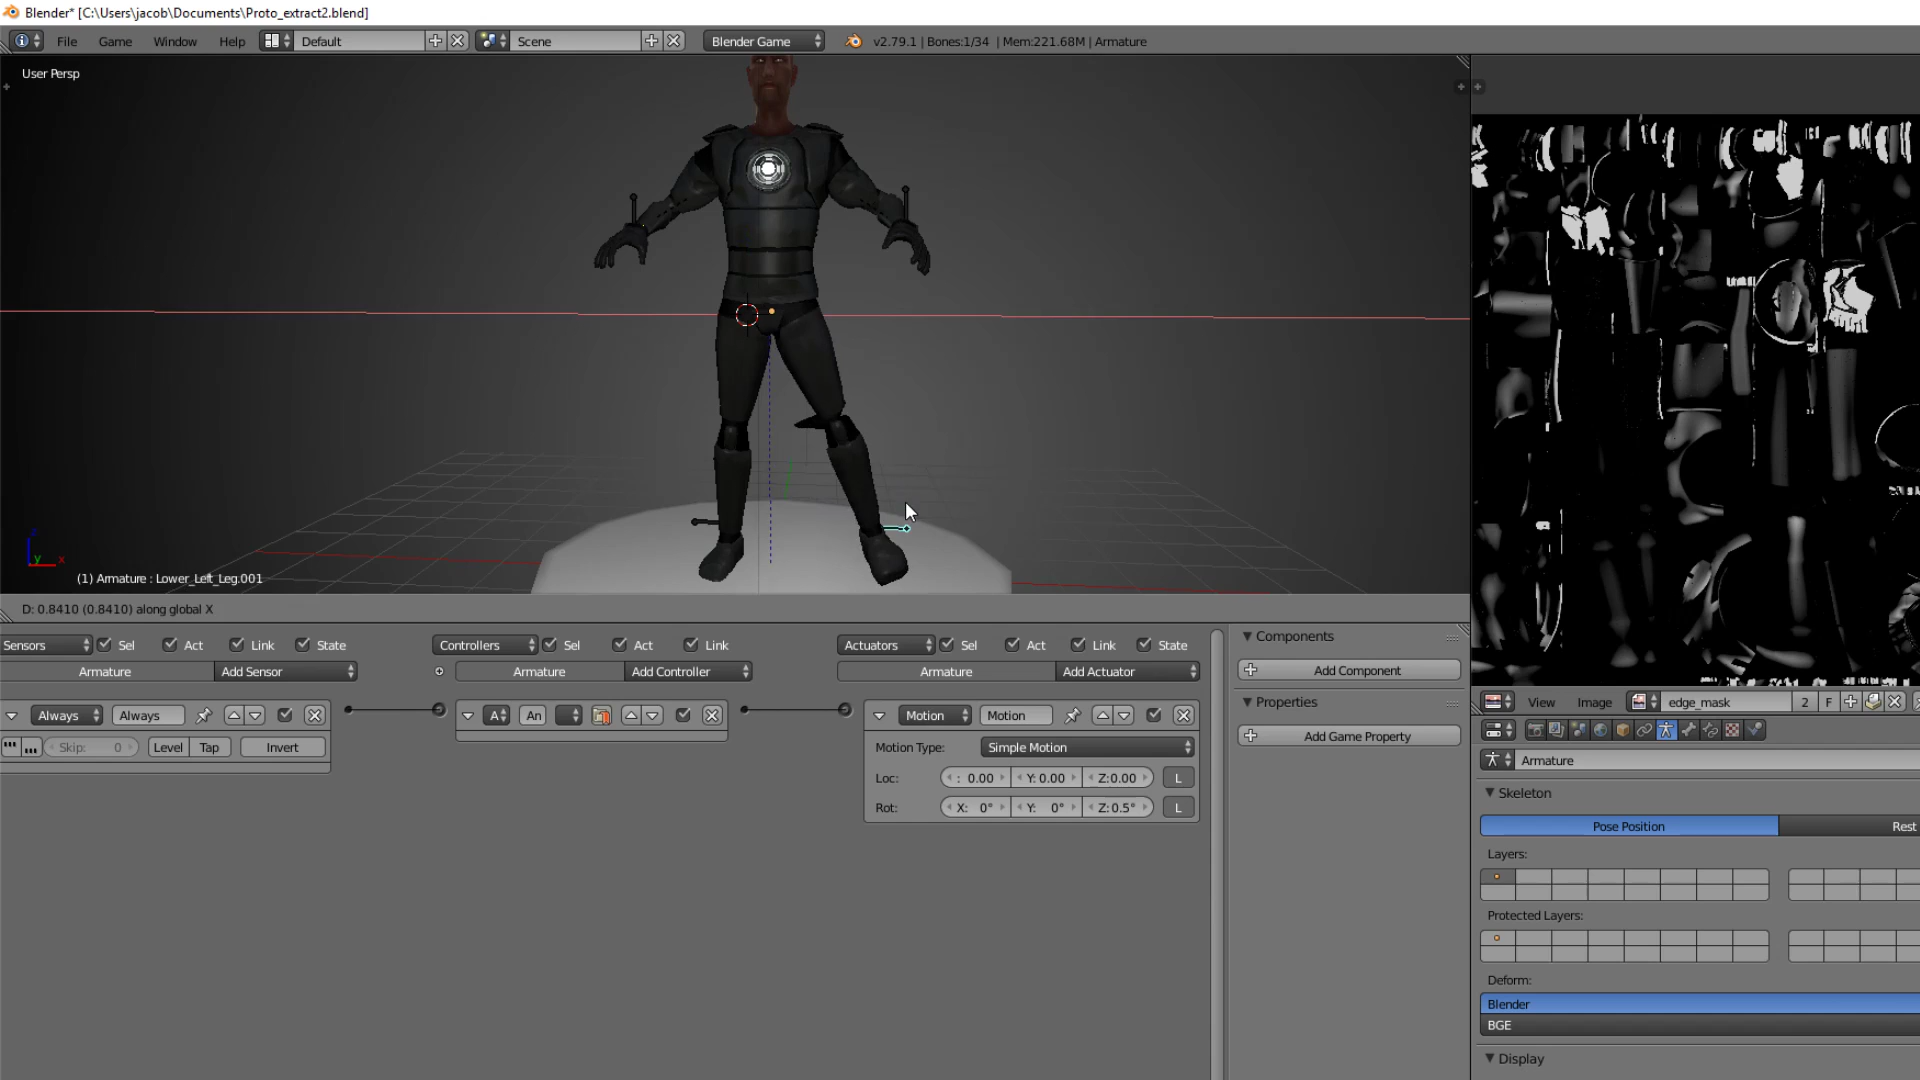 Blender* [C:\Users\jacob\Documents\Proto_extract2.blend]
File Game Window Help Default Scene Blender Game v2.79.1 | Bones:1/34 | Mem:221.68M | Armature
User Persp
z
y x
(1) Armature : Lower_Left_Leg.001
D: 0.8410 (0.8410) along global X
Sensors Sel Act Link State Controllers Sel Act Link Actuators Sel Act Link State
Armature Add Sensor Armature Add Controller Armature Add Actuator
Always Always A An Motion Motion
Skip: 0 Level Tap Invert Motion Type: Simple Motion
Loc: : 0.00 Y: 0.00 Z:0.00 L
Rot: X: 0° Y: 0° Z:0.5° L
Components
Add Component
Properties
Add Game Property
View Image edge_mask 2 F
Armature
Skeleton
Pose Position Rest
Layers:
Protected Layers:
Deform:
Blender
BGE
Display